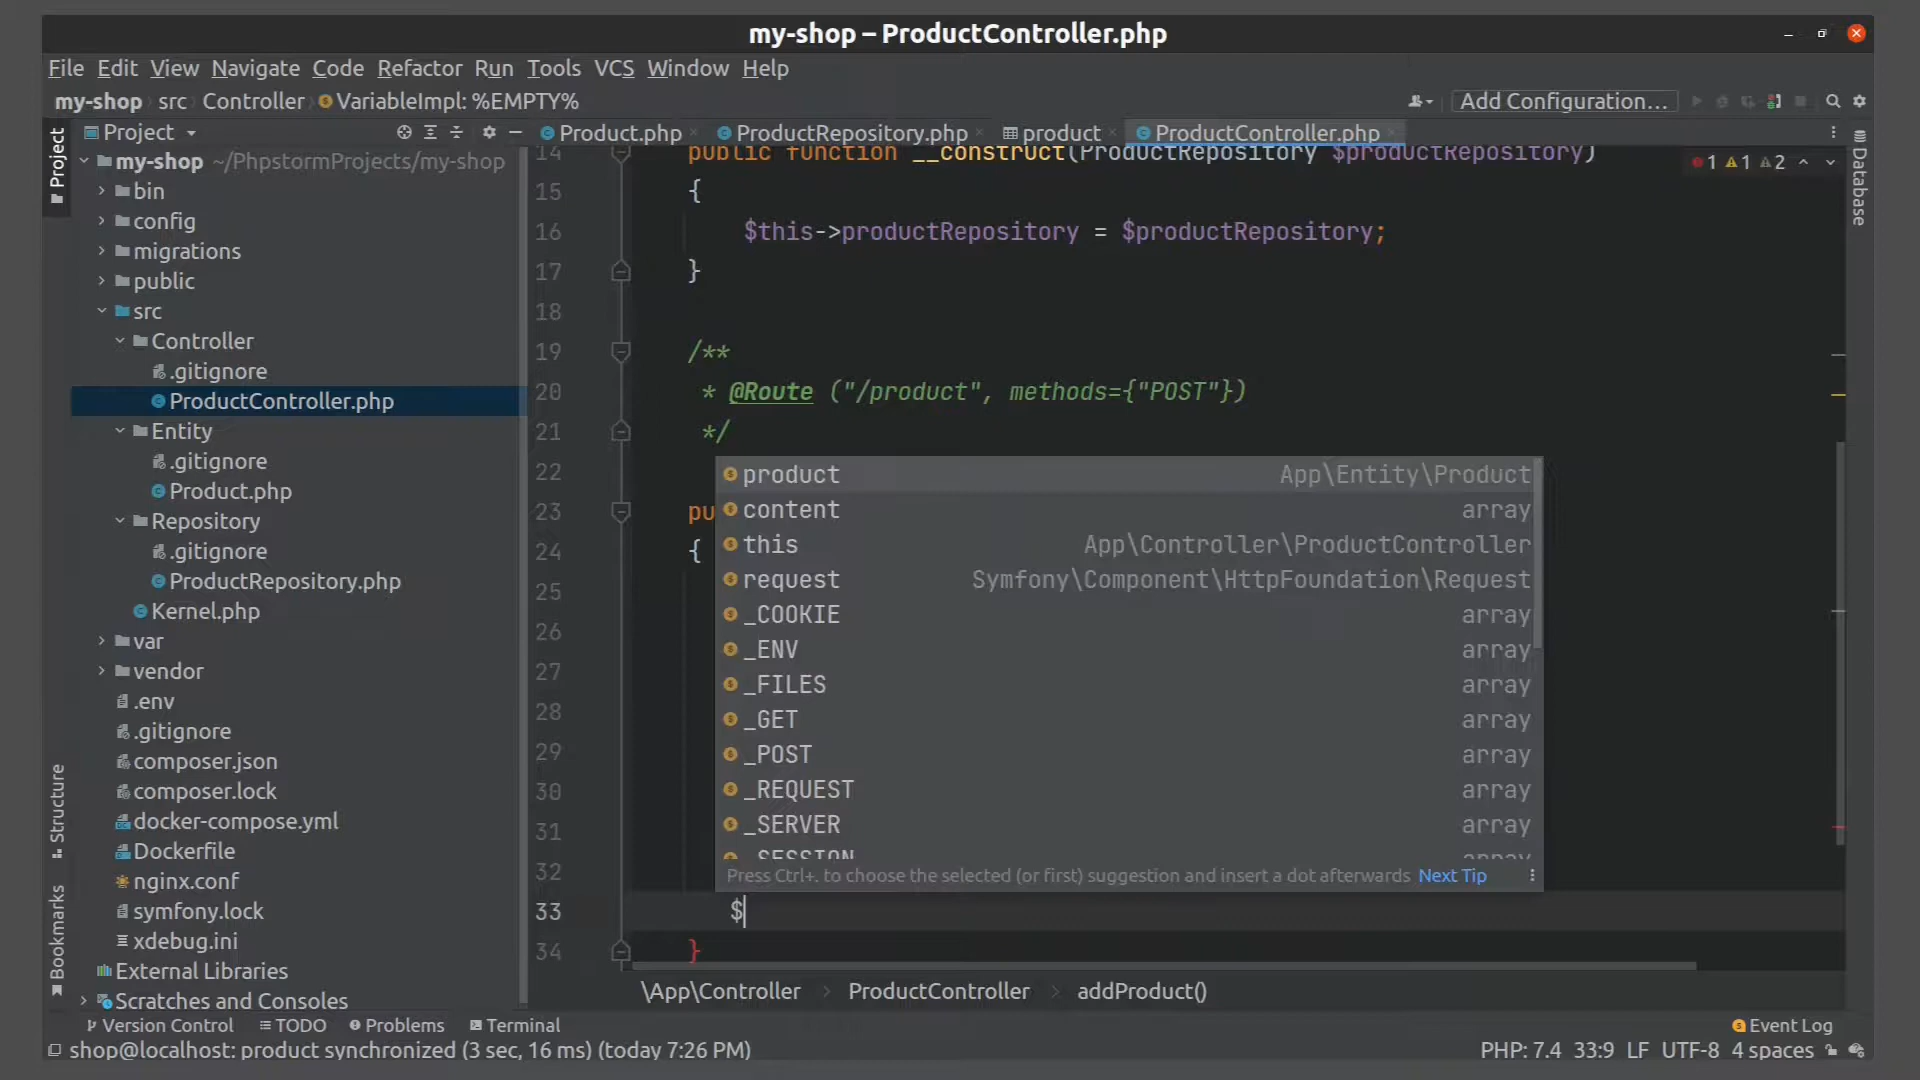 my-shop – ProductController.php
File Edit View Navigate Code Refactor Run Tools VCS Window Help
my-shop src Controller VariableImpl: %EMPTY%
Add Configuration...
Project
Project
Product.php
ProductRepository.php
product
ProductController.php
Database
my-shop ~/PhpstormProjects/my-shop
bin
config
migrations
public
src
Controller
.gitignore
ProductController.php
Entity
.gitignore
Product.php
Repository
.gitignore
ProductRepository.php
Kernel.php
var
vendor
.env
.gitignore
composer.json
composer.lock
docker-compose.yml
Dockerfile
nginx.conf
symfony.lock
xdebug.ini
External Libraries
Scratches and Consoles
Structure
Bookmarks
1 1 2
14 public function __construct(ProductRepository $productRepository)
15 {
16 $this->productRepository = $productRepository;
17 }
18
19 /**
20 * @Route ("/product", methods={"POST"})
21 */
22
23 pu
24 {
25
26
27
28
29
30
31
32
33 $
34 }
product App\Entity\Product
content array
this App\Controller\ProductController
request Symfony\Component\HttpFoundation\Request
_COOKIE array
_ENV array
_FILES array
_GET array
_POST array
_REQUEST array
_SERVER array
_SESSION array
Press Ctrl+. to choose the selected (or first) suggestion and insert a dot afterwards Next Tip
\App\Controller ProductController addProduct()
Version Control TODO Problems Terminal
Event Log
shop@localhost: product synchronized (3 sec, 16 ms) (today 7:26 PM)
PHP: 7.4 33:9 LF UTF-8 4 spaces